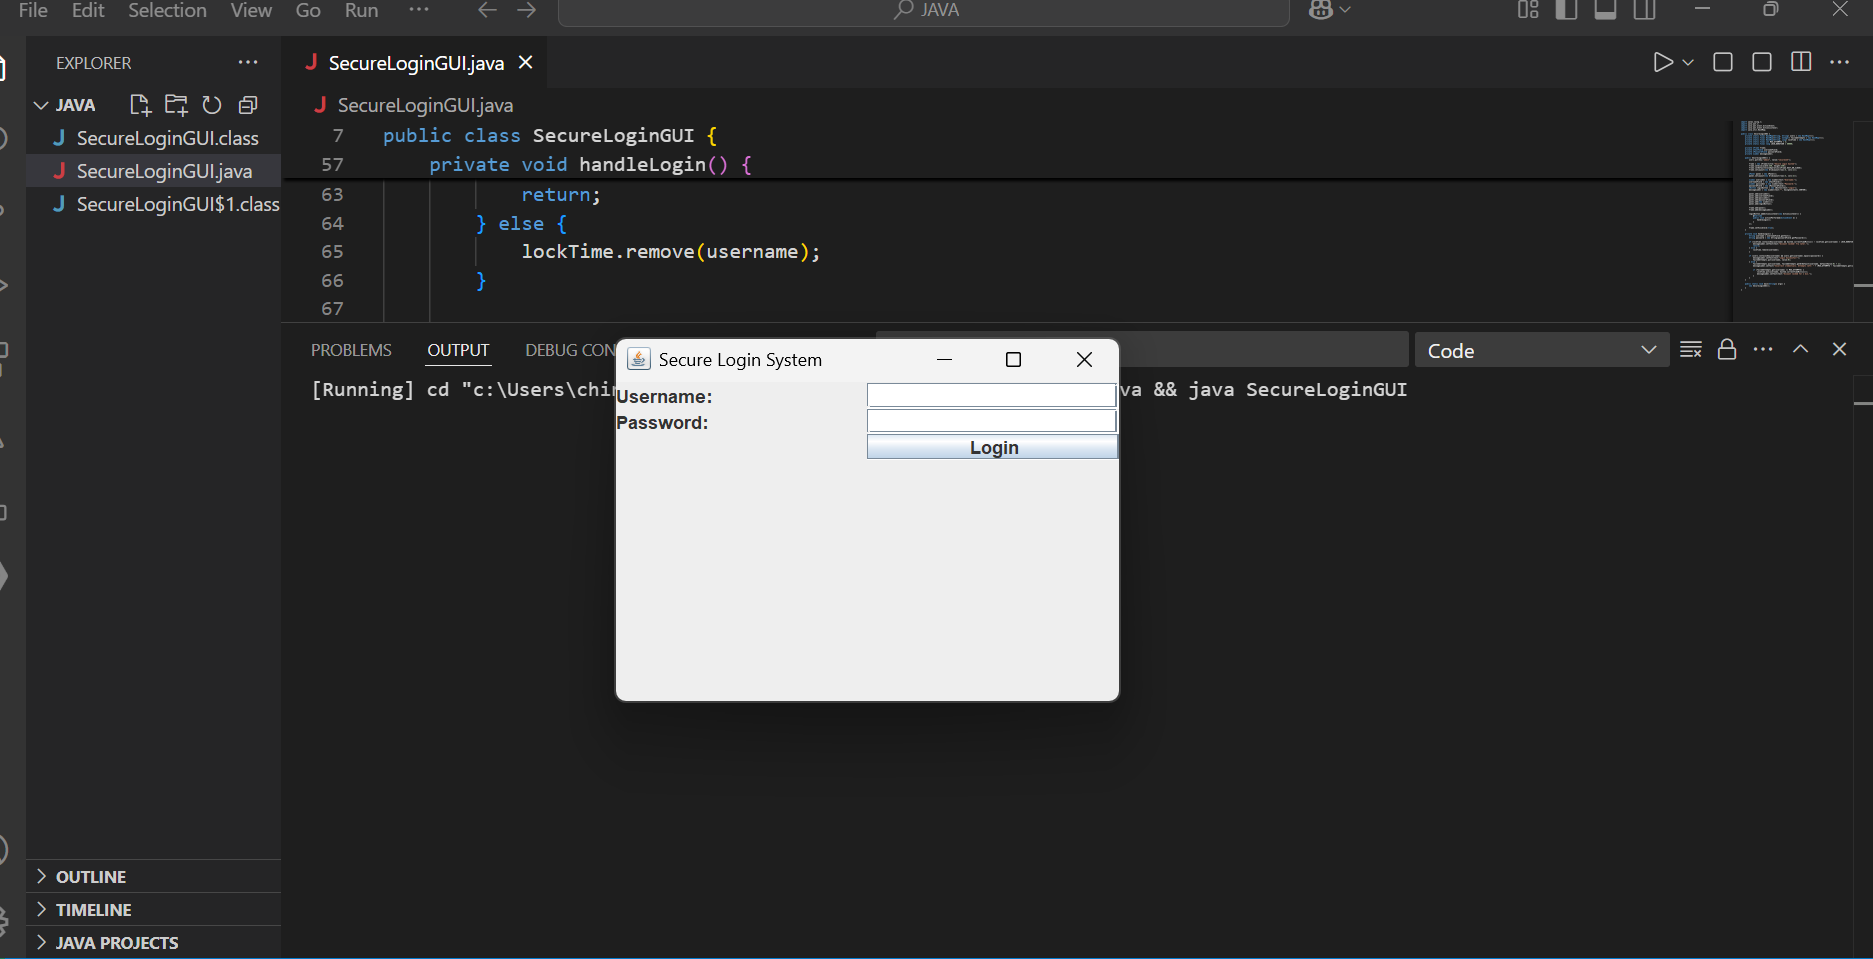 File Edit Selection View Go Run ··· JAVA
EXPLORER ···
SecureLoginGUI.java
JAVA
SecureLoginGUI.class
SecureLoginGUI.java
SecureLoginGUI$1.class
SecureLoginGUI.java
7 public class SecureLoginGUI {
57 private void handleLogin() {
63 return;
64 } else {
65 lockTime.remove(username);
66 }
67
PROBLEMS OUTPUT DEBUG CON
Code
[Running] cd "c:\Users\chi va && java SecureLoginGUI
Secure Login System
Username:
Password:
Login
OUTLINE
TIMELINE
JAVA PROJECTS